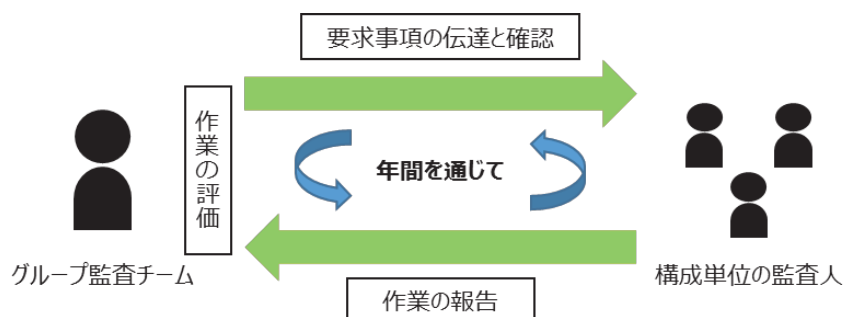 要求事項の伝達と確認
作業の評価
年間を通じて
グループ監査チーム
構成単位の監査人
作業の報告